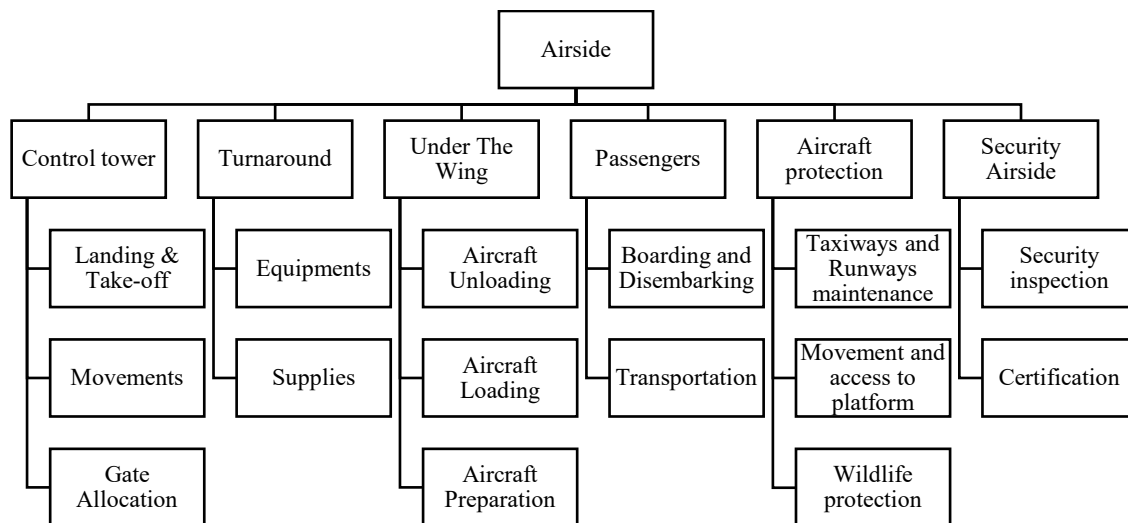 Airside
Control tower
Turnaround
Under The
Wing
Passengers
Aircraft
protection
Security
Airside
Landing &
Take-off
Equipments
Aircraft
Unloading
Boarding and
Disembarking
Taxiways and
Runways
maintenance
Security
inspection
Movements
Supplies
Aircraft
Loading
Transportation
Movement and
access to
platform
Certification
Gate
Allocation
Aircraft
Preparation
Wildlife
protection